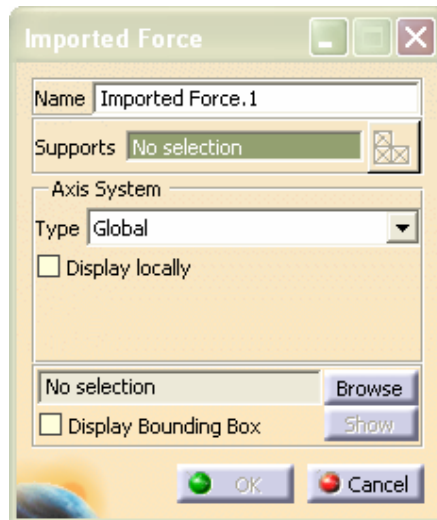 Imported Force
Name Imported Force.1
Supports No selection
Axis System
Type Global
Display locally
No selection Browse
Display Bounding Box Show
OK Cancel